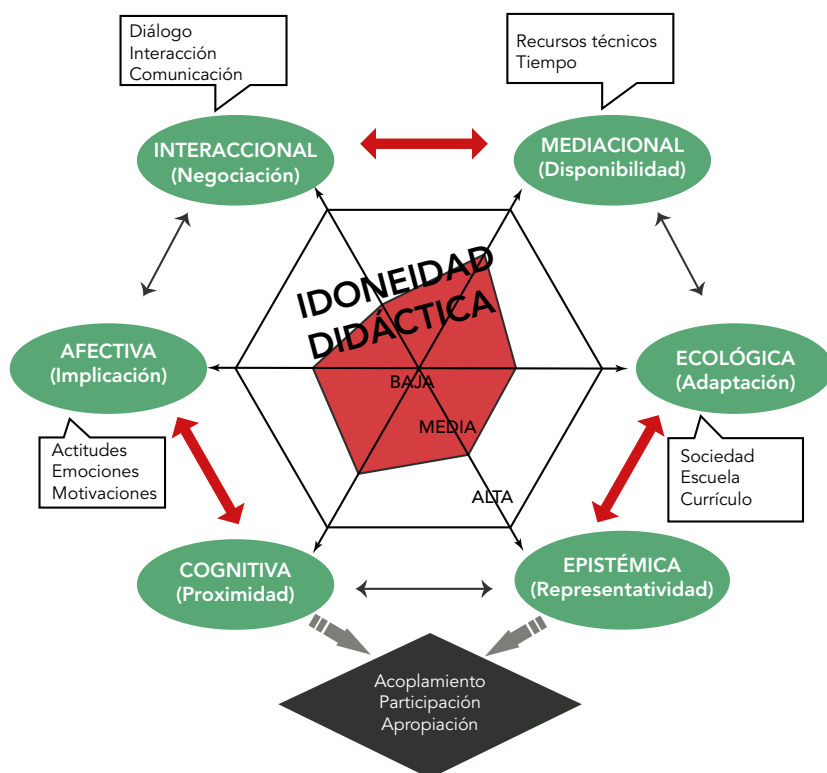 Diálogo
Interacción
Comunicación
Recursos técnicos
Tiempo
INTERACCIONAL
(Negociación)
MEDIACIONAL
(Disponibilidad)
IDONEIDAD
DIDÁCTICA
AFECTIVA
(Implicación)
ECOLÓGICA
(Adaptación)
BAJA
MEDIA
ALTA
Actitudes
Emociones
Motivaciones
Sociedad
Escuela
Currículo
COGNITIVA
(Proximidad)
EPISTÉMICA
(Representatividad)
Acoplamiento
Participación
Apropiación